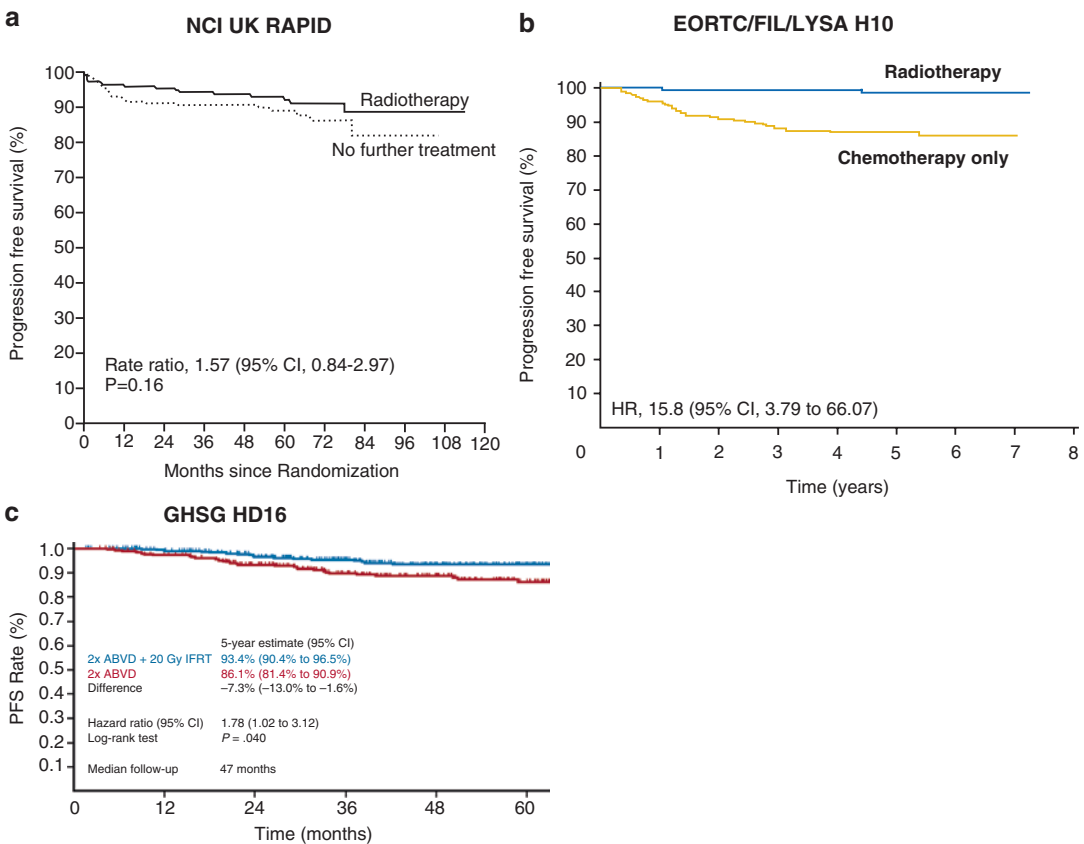 a
NCI UK RAPID
100
90
80
70
60
50
40
30
20
10
0
Progression free survival (%)
Radiotherapy
No further treatment
Rate ratio, 1.57 (95% CI, 0.84-2.97)
P=0.16
0 12 24 36 48 60 72 84 96 108 120
Months since Randomization
b
EORTC/FIL/LYSA H10
100
90
80
70
60
50
40
30
20
10
Progression free survival (%)
Radiotherapy
Chemotherapy only
HR, 15.8 (95% CI, 3.79 to 66.07)
0 1 2 3 4 5 6 7 8
Time (years)
c
GHSG HD16
1.0
0.9
0.8
0.7
0.6
0.5
0.4
0.3
0.2
0.1
PFS Rate (%)
5-year estimate (95% CI)
2x ABVD + 20 Gy IFRT 93.4% (90.4% to 96.5%)
2x ABVD 86.1% (81.4% to 90.9%)
Difference –7.3% (–13.0% to –1.6%)
Hazard ratio (95% CI) 1.78 (1.02 to 3.12)
Log-rank test P = .040
Median follow-up 47 months
0 12 24 36 48 60
Time (months)